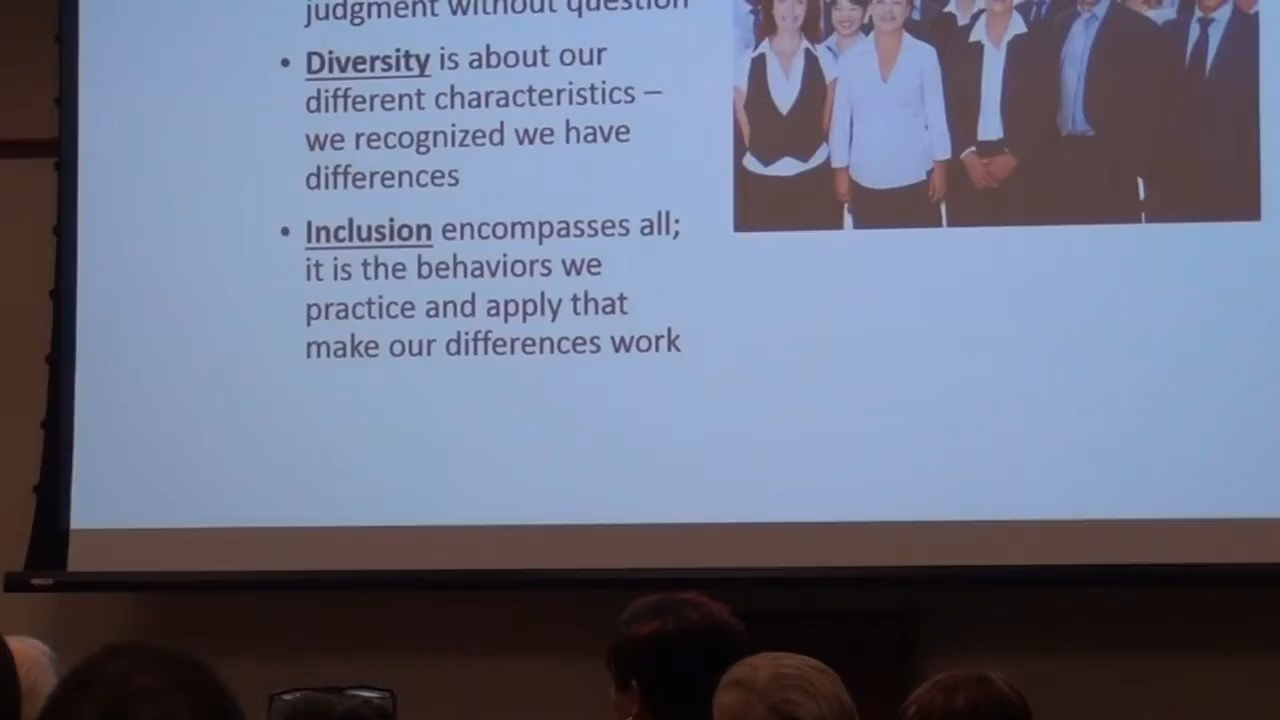 judgment without question
• Diversity is about our
different characteristics –
we recognized we have
differences
• Inclusion encompasses all;
it is the behaviors we
practice and apply that
make our differences work